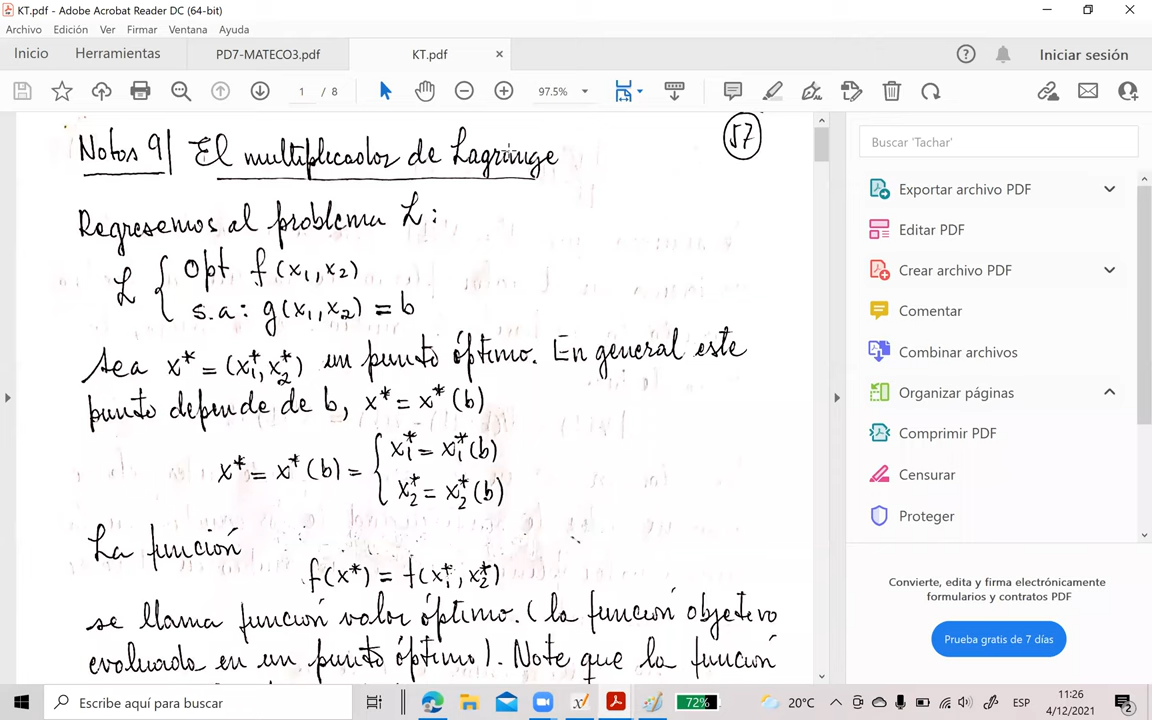 KT.pdf - Adobe Acrobat Reader DC (64-bit)
Archivo Edición Ver Firmar Ventana Ayuda
Inicio Herramientas PD7-MATECO3.pdf KT.pdf × Iniciar sesión
1 / 8 97.5%
Notas 9| El multiplicador de Lagrange
57
Regresemos al problema L:
L { Opt f(x₁, x₂)
s.a: g(x₁, x₂) = b
Sea x* = (x₁*, x₂*) un punto óptimo. En general este
punto depende de b, x* = x*(b)
x* = x*(b) = { x₁* = x₁*(b)
x₂* = x₂*(b)
La función
f(x*) = f(x₁*, x₂*)
se llama función valor óptimo. (la función objetivo
evaluada en un punto óptimo). Note que la función
Buscar 'Tachar'
Exportar archivo PDF
Editar PDF
Crear archivo PDF
Comentar
Combinar archivos
Organizar páginas
Comprimir PDF
Censurar
Proteger
Convierte, edita y firma electrónicamente
formularios y contratos PDF
Prueba gratis de 7 días
Escribe aquí para buscar
72%
20°C
ESP
11:26
4/12/2021
2